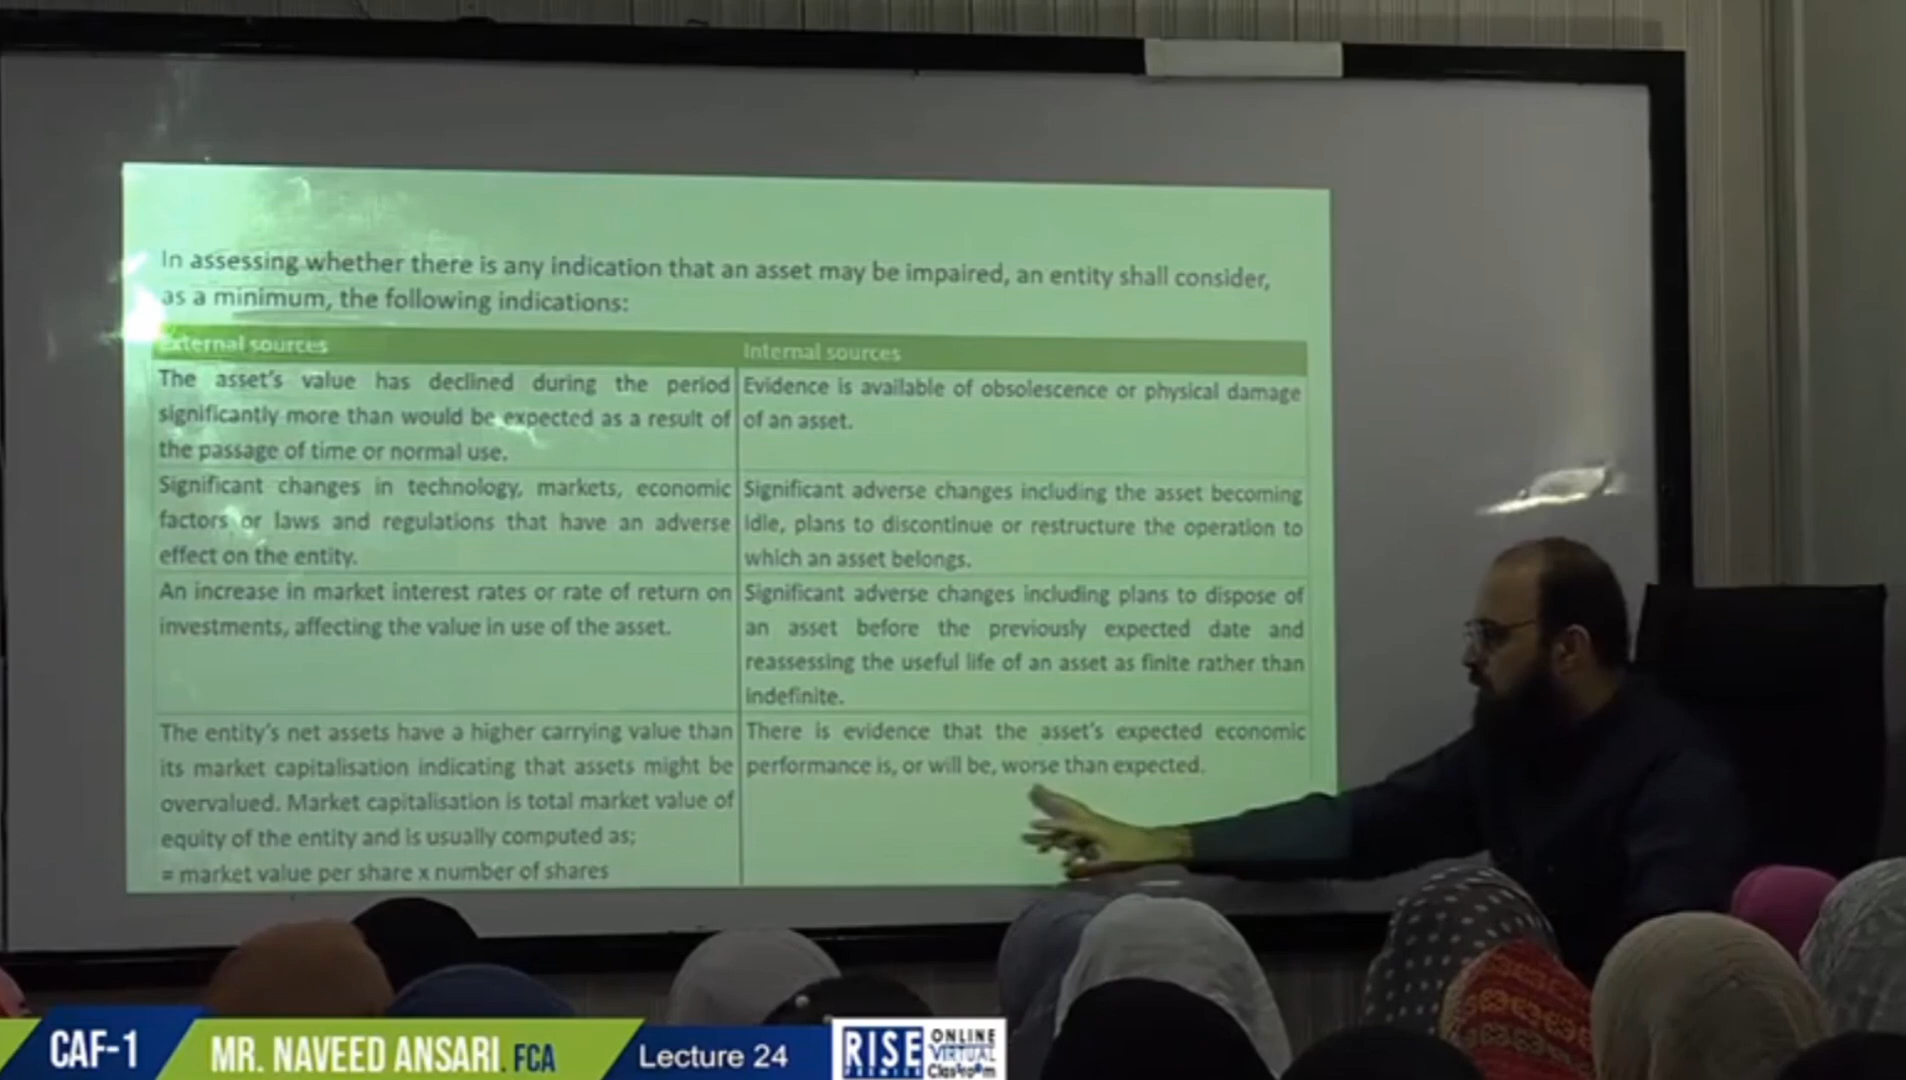 In assessing whether there is any indication that an asset may be impaired, an entity shall consider,
as a minimum, the following indications:
External sources
Internal sources
The asset's value has declined during the period
significantly more than would be expected as a result of
the passage of time or normal use.
Evidence is available of obsolescence or physical damage
of an asset.
Significant changes in technology, markets, economic
factors or laws and regulations that have an adverse
effect on the entity.
Significant adverse changes including the asset becoming
idle, plans to discontinue or restructure the operation to
which an asset belongs.
An increase in market interest rates or rate of return on
investments, affecting the value in use of the asset.
Significant adverse changes including plans to dispose of
an asset before the previously expected date and
reassessing the useful life of an asset as finite rather than
indefinite.
The entity's net assets have a higher carrying value than
its market capitalisation indicating that assets might be
overvalued. Market capitalisation is total market value of
equity of the entity and is usually computed as;
= market value per share x number of shares
There is evidence that the asset's expected economic
performance is, or will be, worse than expected.
CAF-1
MR. NAVEED ANSARI. FCA
Lecture 24
RISE
PREMIER
ONLINE
VIRTUAL
Classroom